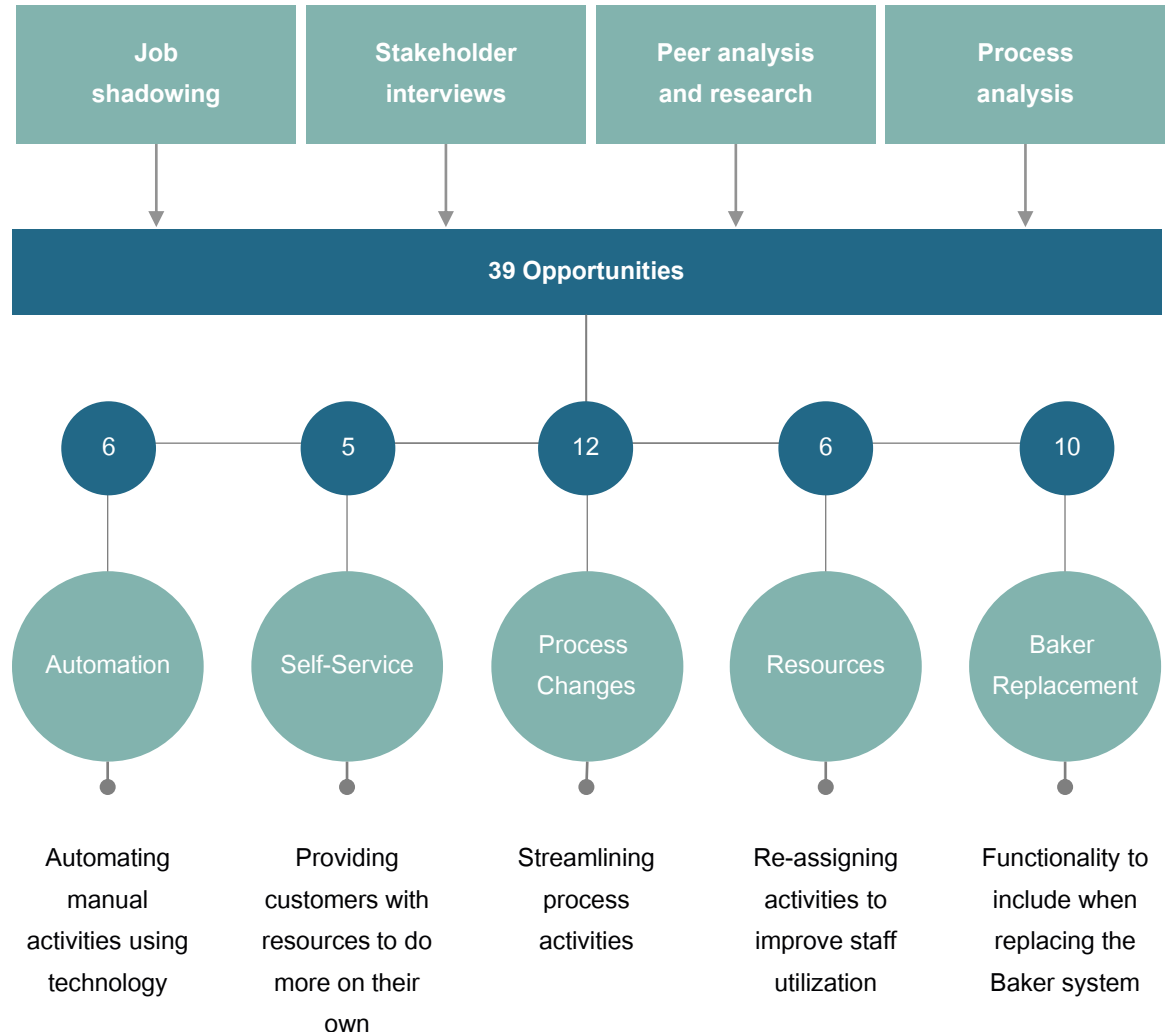 Job
shadowing
Stakeholder
interviews
Peer analysis
and research
Process
analysis
39 Opportunities
6
5
12
6
10
Automation
Self-Service
Process
Changes
Resources
Baker
Replacement
Automating
manual
activities using
technology
Providing
customers with
resources to do
more on their
own
Streamlining
process
activities
Re-assigning
activities to
improve staff
utilization
Functionality to
include when
replacing the
Baker system